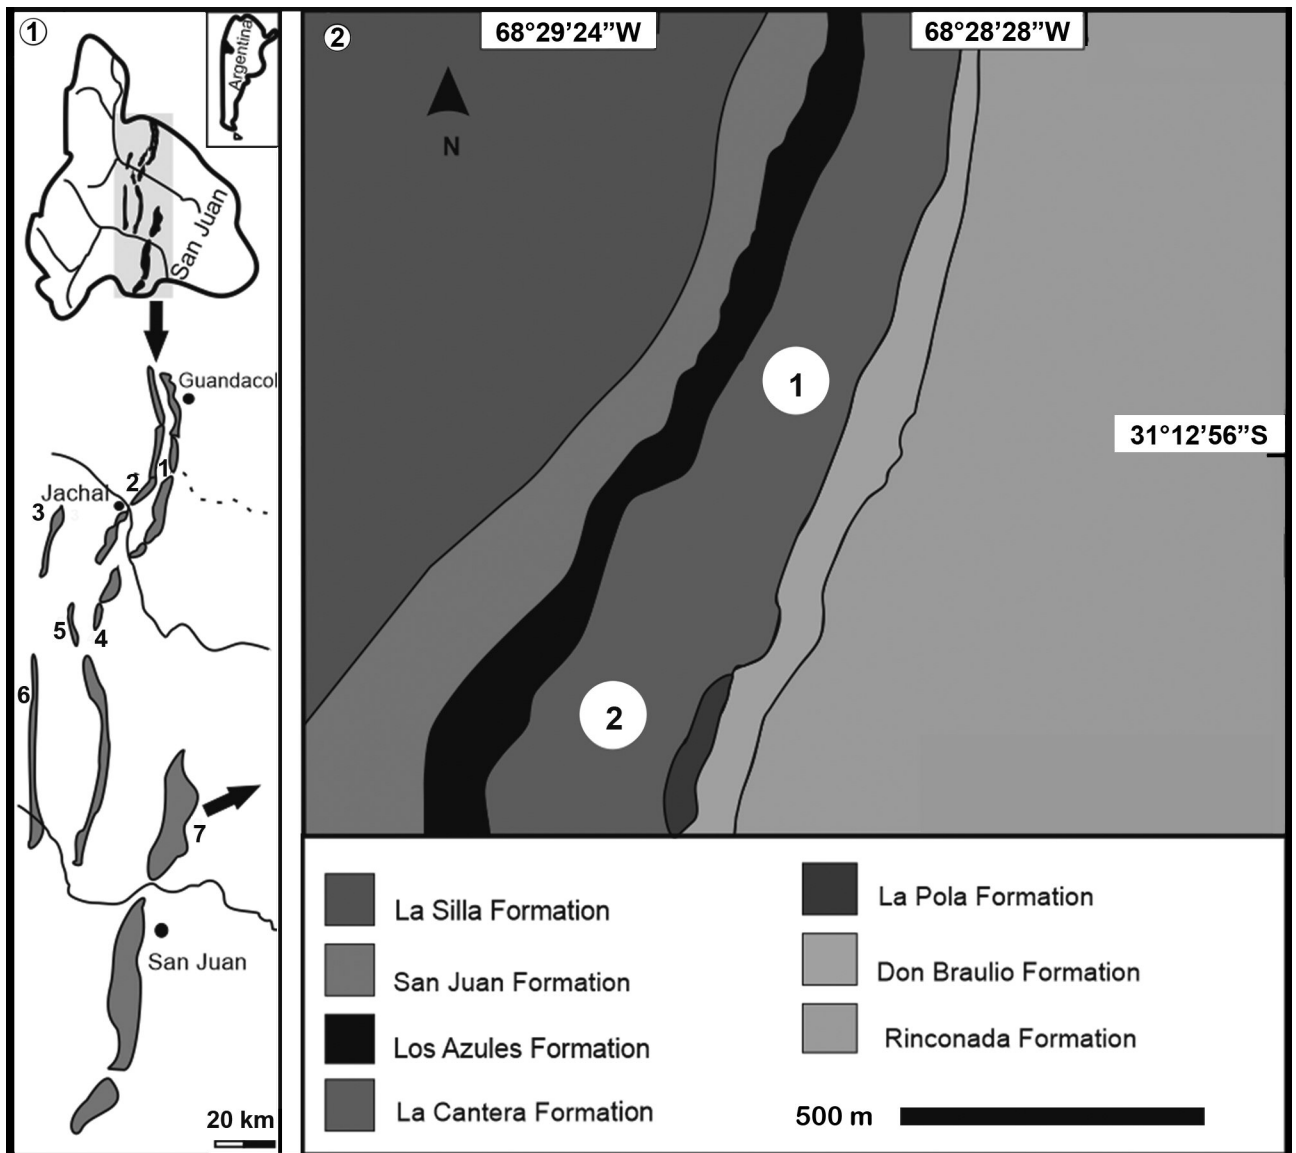 1
Argentina
San Juan
Guandacol
1
2
Jachal
3
5
4
6
7
San Juan
20 km
2
68°29’24”W
68°28’28”W
N
1
31°12’56”S
2
La Silla Formation
San Juan Formation
Los Azules Formation
La Cantera Formation
La Pola Formation
Don Braulio Formation
Rinconada Formation
500 m